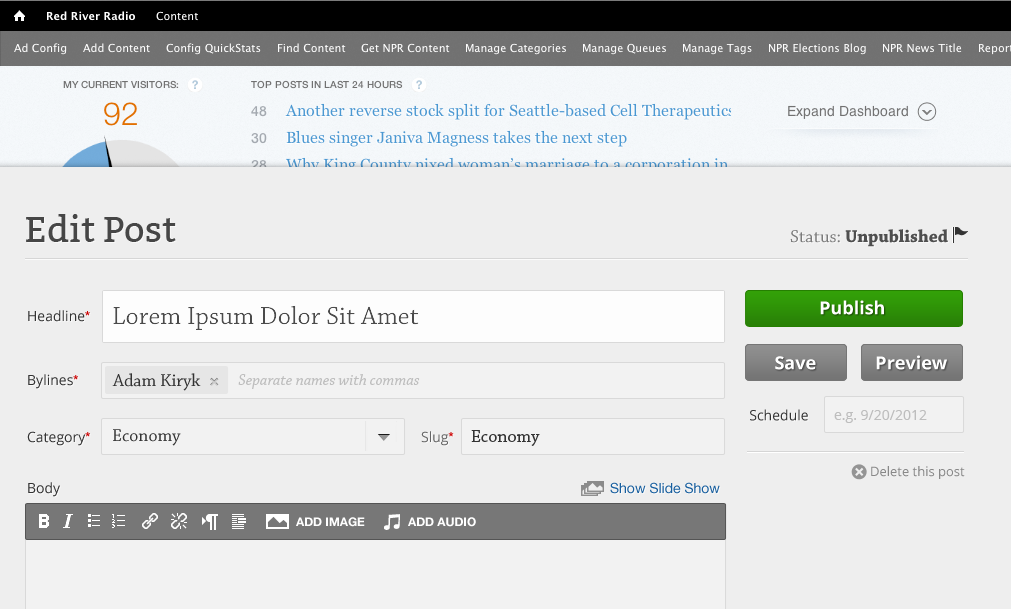 Red River Radio Content
Ad Config Add Content Config QuickStats Find Content Get NPR Content Manage Categories Manage Queues Manage Tags NPR Elections Blog NPR News Title Repor
MY CURRENT VISITORS: ? TOP POSTS IN LAST 24 HOURS ?
92
48 Another reverse stock split for Seattle-based Cell Therapeutics
Expand Dashboard
30 Blues singer Janiva Magness takes the next step
28 Why King County nixed woman's marriage to a corporation in
Edit Post
Status: Unpublished
Headline* Lorem Ipsum Dolor Sit Amet
Publish
Save Preview
Bylines* Adam Kiryk × Separate names with commas
Schedule e.g. 9/20/2012
Category* Economy Slug* Economy
Delete this post
Body Show Slide Show
B I ADD IMAGE ADD AUDIO